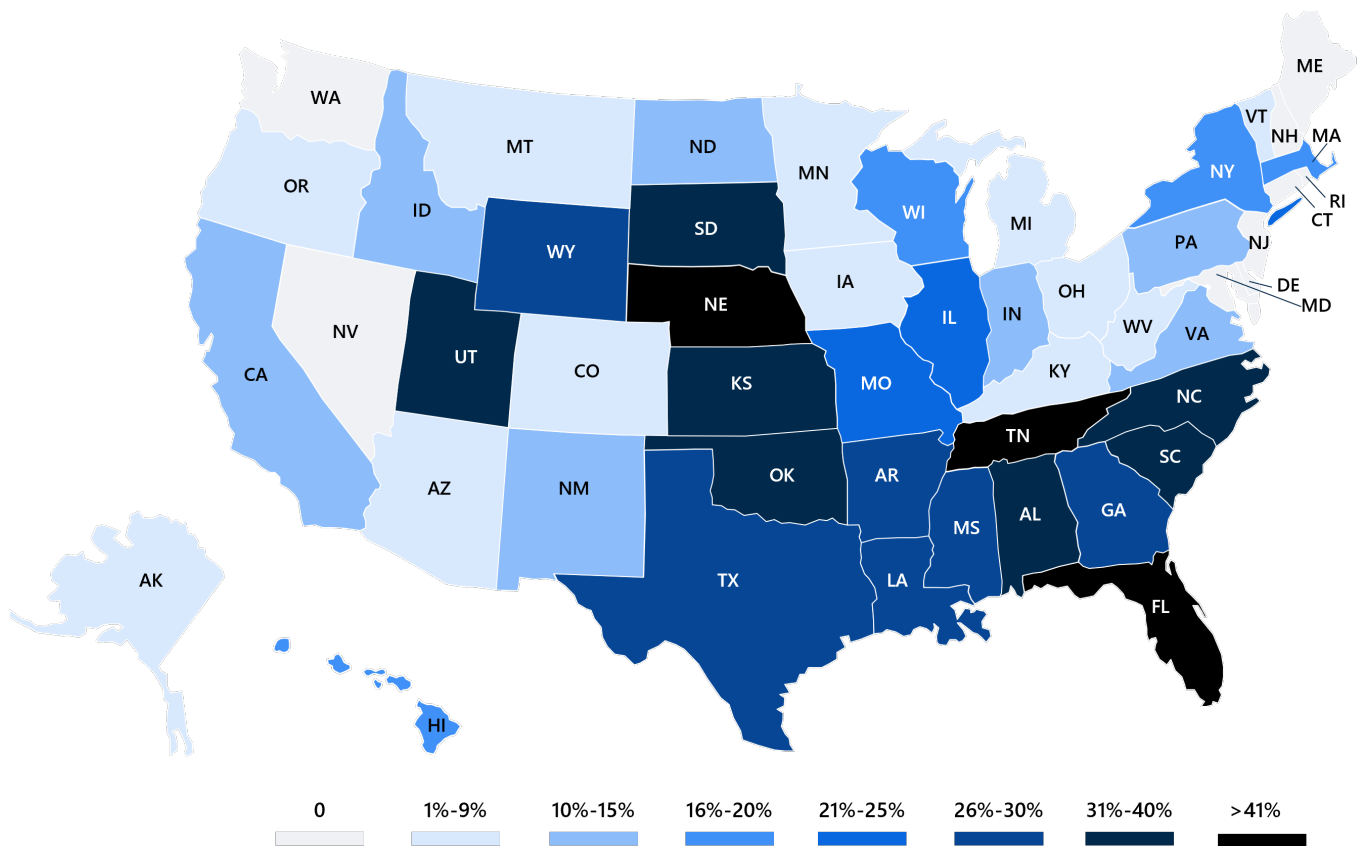 ME
WA
VT
NH
MA
MT
ND
MN
OR
NY
RI
ID
WI
CT
SD
MI
PA
NJ
WY
IA
OH
DE
NE
MD
IN
IL
WV
VA
NV
UT
CO
KY
CA
KS
MO
NC
TN
SC
OK
AR
AZ
NM
AL
GA
MS
AK
TX
LA
FL
HI
0
1%-9%
10%-15%
16%-20%
21%-25%
26%-30%
31%-40%
>41%